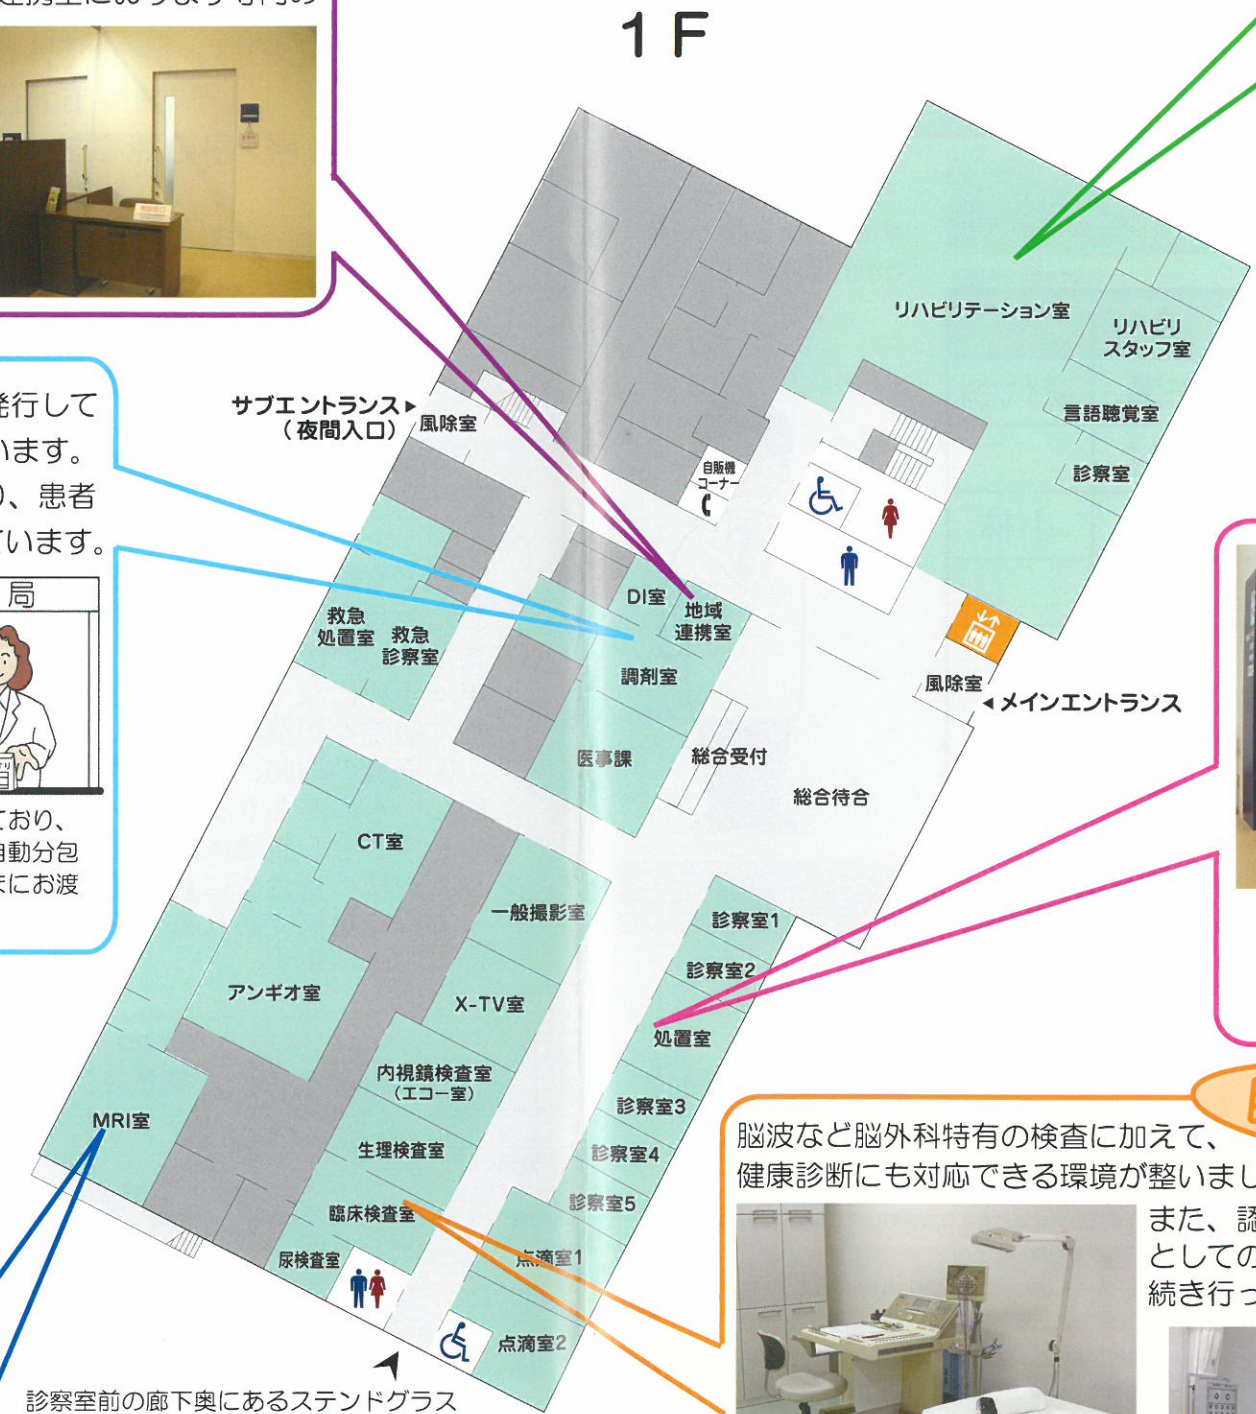 1F
サブエントランス▶
（夜間入口）
風除室
自販機
コーナー
リハビリテーション室
リハビリ
スタッフ室
言語聴覚室
診察室
発行して
います。
り、患者
ています。
局
ており、
自動分包
まにお渡
救急
処置室
救急
診察室
DI室
地域
連携室
調剤室
医事課
総合受付
総合待合
風除室
◀メインエントランス
CT室
一般撮影室
X-TV室
アンギオ室
内視鏡検査室
（エコー室）
MRI室
生理検査室
臨床検査室
尿検査室
診察室1
診察室2
処置室
診察室3
診察室4
診察室5
点滴室1
点滴室2
診察室前の廊下奥にあるステンドグラス
脳波など脳外科特有の検査に加えて、
健康診断にも対応できる環境が整いまし
また、認
としての
続き行っ